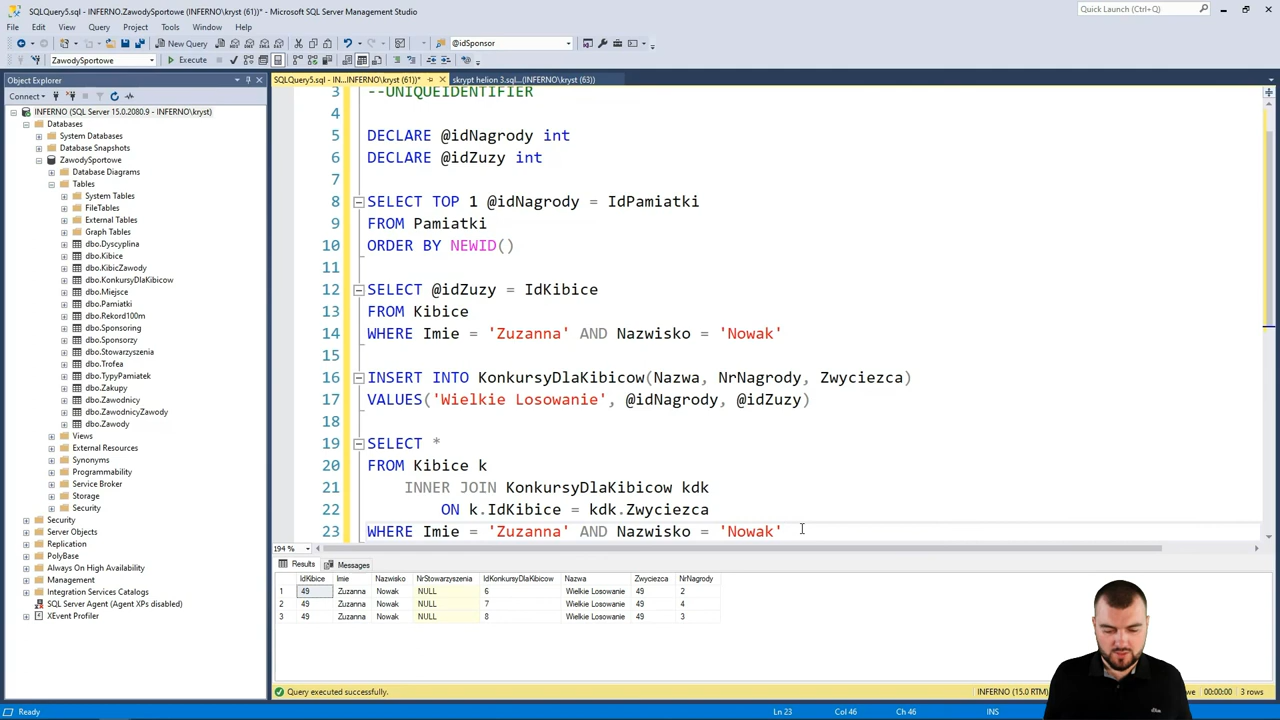 SQLQuery5.sql - INFERNO.ZawodySportowe (INFERNO\kryst (61))* - Microsoft SQL Server Management Studio
Quick Launch (Ctrl+Q)
File Edit View Query Project Tools Window Help
New Query @idSponsor
ZawodySportowe Execute
Object Explorer
SQLQuery5.sql - IN...INFERNO\kryst (61))* skrypt helion 3.sql...(INFERNO\kryst (63))
Connect
INFERNO (SQL Server 15.0.2080.9 - INFERNO\kryst)
Databases
System Databases
Database Snapshots
ZawodySportowe
Database Diagrams
Tables
System Tables
FileTables
External Tables
Graph Tables
dbo.Dyscyplina
dbo.Kibice
dbo.KibicZawody
dbo.KonkursyDlaKibicow
dbo.Miejsce
dbo.Pamiatki
dbo.Rekord100m
dbo.Sponsoring
dbo.Sponsorzy
dbo.Stowarzyszenia
dbo.Trofea
dbo.TypyPamiatek
dbo.Zakupy
dbo.Zawodnicy
dbo.ZawodnicyZawody
dbo.Zawody
Views
External Resources
Synonyms
Programmability
Service Broker
Storage
Security
Security
Server Objects
Replication
PolyBase
Always On High Availability
Management
Integration Services Catalogs
SQL Server Agent (Agent XPs disabled)
XEvent Profiler
3 --UNIQUEIDENTIFIER
4
5 DECLARE @idNagrody int
6 DECLARE @idZuzy int
7
8 SELECT TOP 1 @idNagrody = IdPamiatki
9 FROM Pamiatki
10 ORDER BY NEWID()
11
12 SELECT @idZuzy = IdKibice
13 FROM Kibice
14 WHERE Imie = 'Zuzanna' AND Nazwisko = 'Nowak'
15
16 INSERT INTO KonkursyDlaKibicow(Nazwa, NrNagrody, Zwyciezca)
17 VALUES('Wielkie Losowanie', @idNagrody, @idZuzy)
18
19 SELECT *
20 FROM Kibice k
21 INNER JOIN KonkursyDlaKibicow kdk
22 ON k.IdKibice = kdk.Zwyciezca
23 WHERE Imie = 'Zuzanna' AND Nazwisko = 'Nowak'
194 %
Results Messages
IdKibice Imie Nazwisko NrStowarzyszenia IdKonkursyDlaKibicow Nazwa Zwyciezca NrNagrody
1 49 Zuzanna Nowak NULL 6 Wielkie Losowanie 49 2
2 49 Zuzanna Nowak NULL 7 Wielkie Losowanie 49 4
3 49 Zuzanna Nowak NULL 8 Wielkie Losowanie 49 3
Query executed successfully. INFERNO (15.0 RTM) 00:00:00 3 rows
Ready Ln 23 Col 46 Ch 46 INS